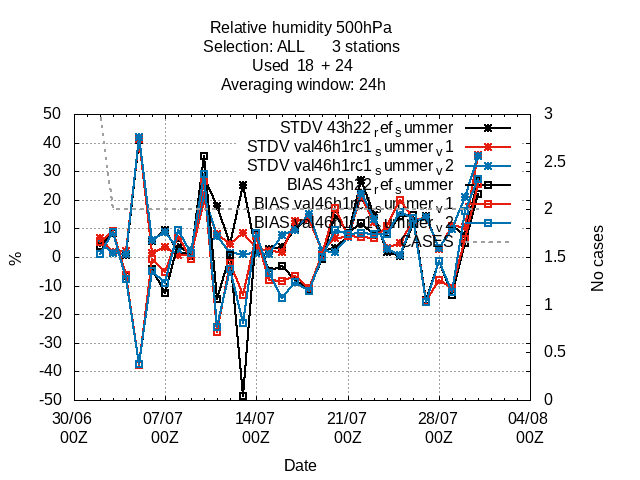 Relative humidity 500hPa
Selection: ALL 3 stations
Used 18 + 24
Averaging window: 24h
STDV 43h22_ref_summer
STDV val46h1rc1_summer_v1
STDV val46h1rc1_summer_v2
BIAS 43h22_ref_summer
BIAS val46h1rc1_summer_v1
BIAS val46h1rc1_summer_v2
CASES
50
40
30
20
10
0
-10
-20
-30
-40
-50
%
3
2.5
2
1.5
1
0.5
0
No cases
30/06 07/07 14/07 21/07 28/07 04/08
00Z 00Z 00Z 00Z 00Z 00Z
Date